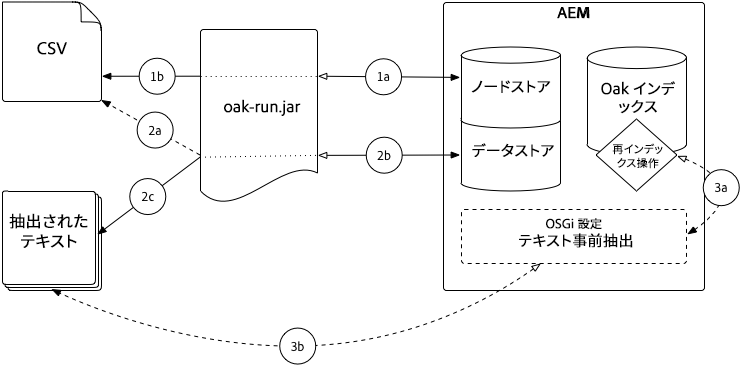 AEM
CSV
1b
1a
ノードストア
Oak インデ
ックス
oak-run.jar
2a
2b
データストア
再インデッ
クス操作
3a
2c
抽出された
テキスト
OSGi 設定
テキスト事前抽出
3b